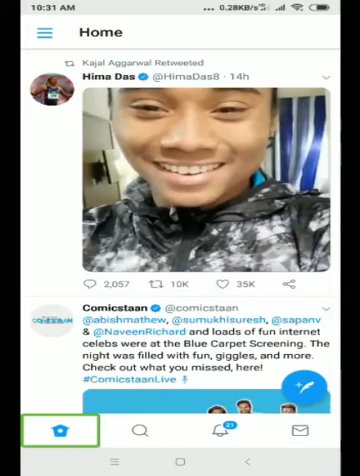 10:31 AM ... 0.28KB/s
Home
Kajal Aggarwal Retweeted
Hima Das @HimaDas8 · 14h
2,057 10K 35K
Comicstaan @comicstaan
@abishmathew, @sumukhisuresh, @sapanv
& @NaveenRichard and loads of fun internet
celebs were at the Blue Carpet Screening. The
night was filled with fun, giggles, and more.
Check out what you missed, here!
#ComicstaanLive
21